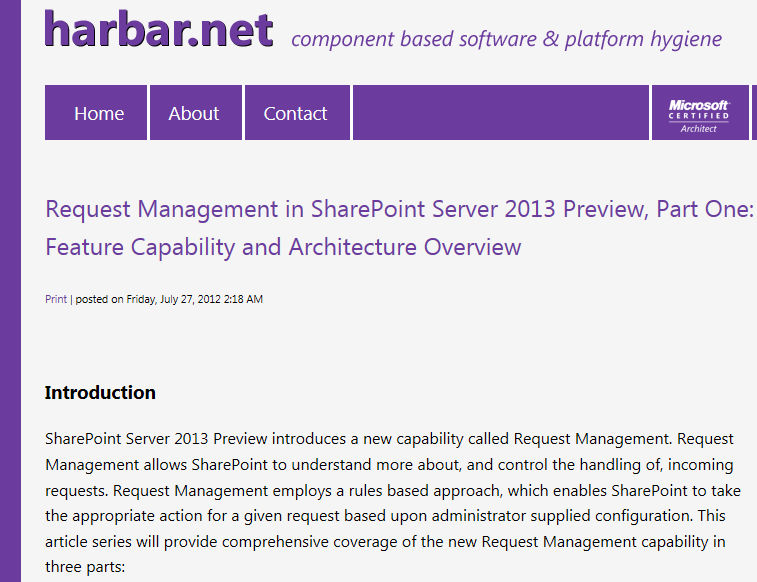 harbar.net component based software & platform hygiene
Home About Contact Microsoft
CERTIFIED
Architect
Request Management in SharePoint Server 2013 Preview, Part One:
Feature Capability and Architecture Overview
Print | posted on Friday, July 27, 2012 2:18 AM
Introduction
SharePoint Server 2013 Preview introduces a new capability called Request Management. Request
Management allows SharePoint to understand more about, and control the handling of, incoming
requests. Request Management employs a rules based approach, which enables SharePoint to take
the appropriate action for a given request based upon administrator supplied configuration. This
article series will provide comprehensive coverage of the new Request Management capability in
three parts: